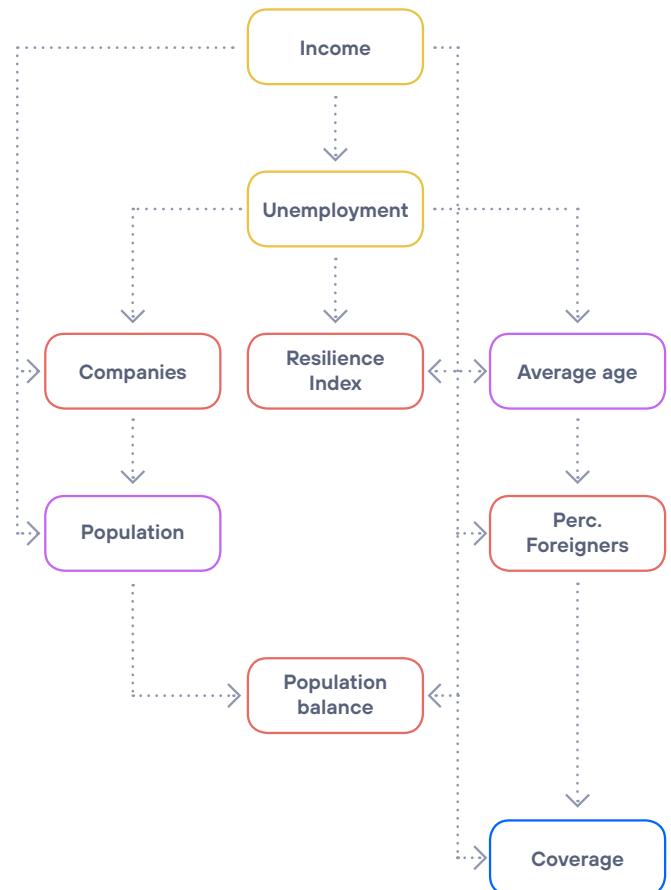 Income
Unemployment
Companies
Resilience
Index
Average age
Population
Perc.
Foreigners
Population
balance
Coverage